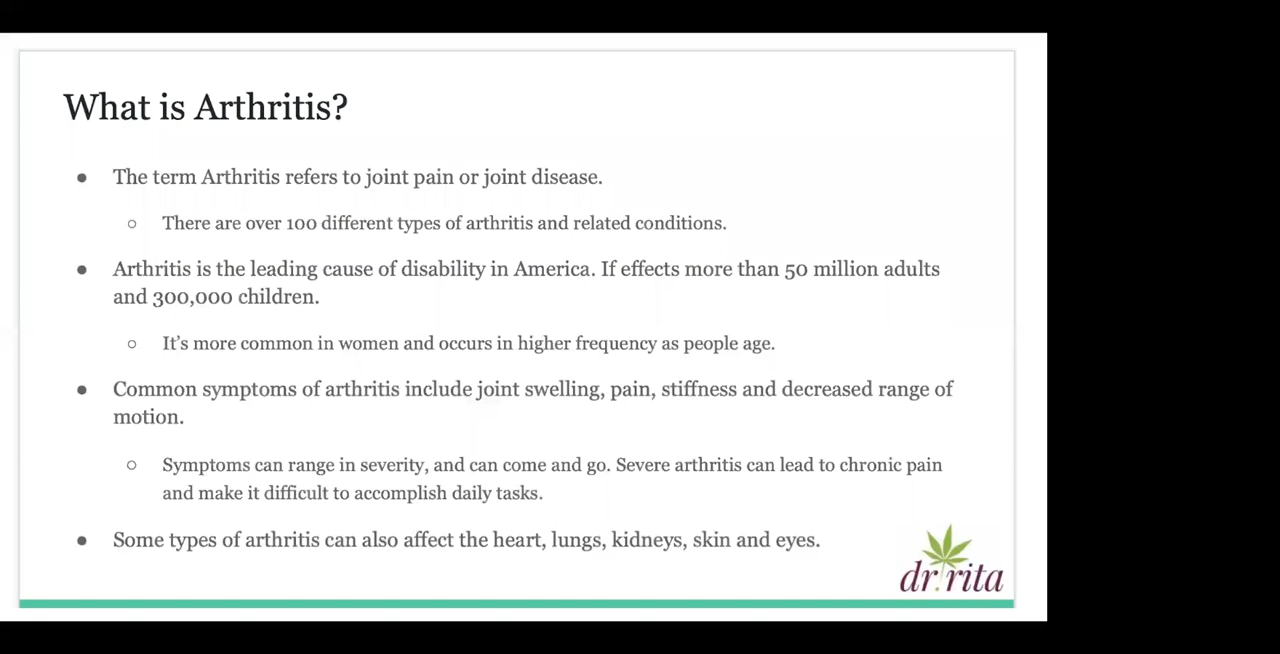 What is Arthritis?
● The term Arthritis refers to joint pain or joint disease.
○ There are over 100 different types of arthritis and related conditions.
● Arthritis is the leading cause of disability in America. If effects more than 50 million adults
and 300,000 children.
○ It's more common in women and occurs in higher frequency as people age.
● Common symptoms of arthritis include joint swelling, pain, stiffness and decreased range of
motion.
○ Symptoms can range in severity, and can come and go. Severe arthritis can lead to chronic pain
and make it difficult to accomplish daily tasks.
● Some types of arthritis can also affect the heart, lungs, kidneys, skin and eyes.
dr. rita